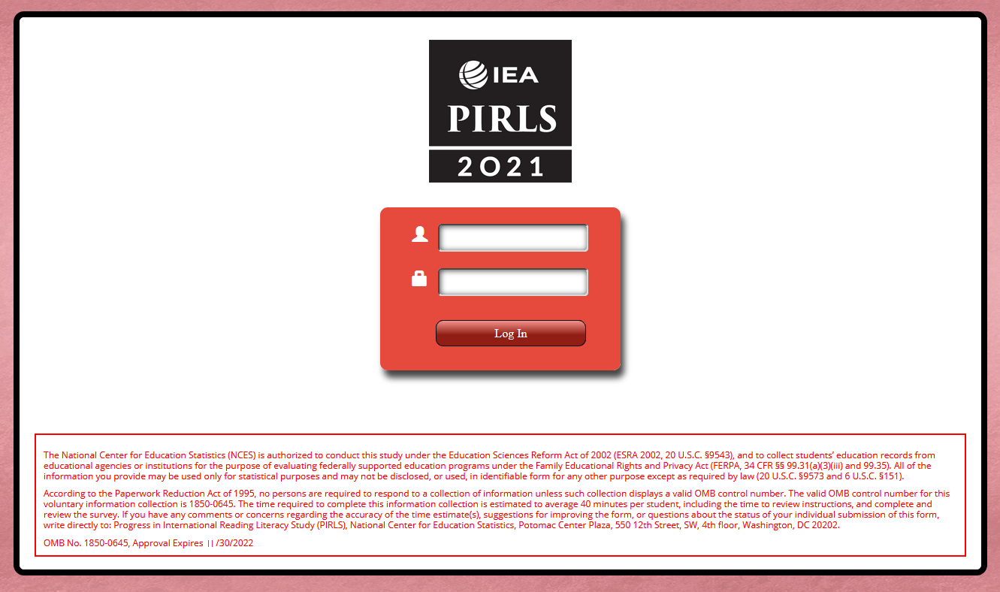 IEA
PIRLS
2021
Log In
The National Center for Education Statistics (NCES) is authorized to conduct this study under the Education Sciences Reform Act of 2002 (ESRA 2002, 20 U.S.C. §9543), and to collect students’ education records from
educational agencies or institutions for the purpose of evaluating federally supported education programs under the Family Educational Rights and Privacy Act (FERPA, 34 CFR §§ 99.31(a)(3)(iii) and 99.35). All of the
information you provide may be used only for statistical purposes and may not be disclosed, or used, in identifiable form for any other purpose except as required by law (20 U.S.C. §9573 and 6 U.S.C. §151).
According to the Paperwork Reduction Act of 1995, no persons are required to respond to a collection of information unless such collection displays a valid OMB control number. The valid OMB control number for this
voluntary information collection is 1850-0645. The time required to complete this information collection is estimated to average 40 minutes per student, including the time to review instructions, and complete and
review the survey. If you have any comments or concerns regarding the accuracy of the time estimate(s), suggestions for improving the form, or questions about the status of your individual submission of this form,
write directly to: Progress in International Reading Literacy Study (PIRLS), National Center for Education Statistics, Potomac Center Plaza, 550 12th Street, SW, 4th floor, Washington, DC 20202.
OMB No. 1850-0645, Approval Expires 11/30/2022